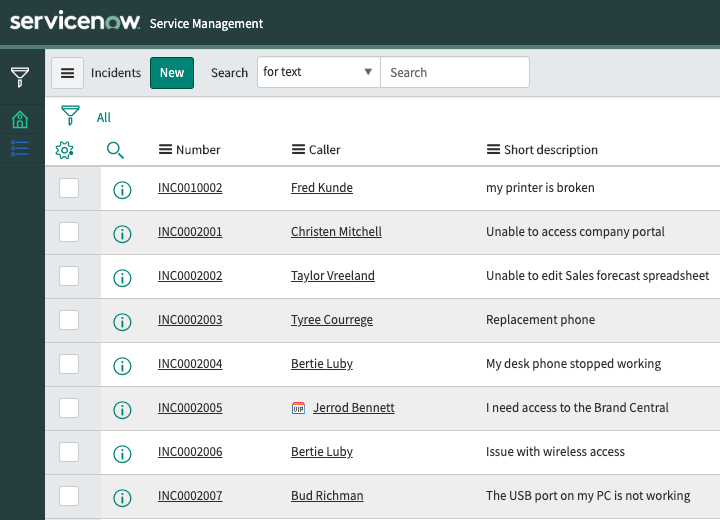 servicenow Service Management
Incidents New Search for text Search
All
Number Caller Short description
INC0010002 Fred Kunde my printer is broken
INC0002001 Christen Mitchell Unable to access company portal
INC0002002 Taylor Vreeland Unable to edit Sales forecast spreadsheet
INC0002003 Tyree Courrege Replacement phone
INC0002004 Bertie Luby My desk phone stopped working
INC0002005 VIP Jerrod Bennett I need access to the Brand Central
INC0002006 Bertie Luby Issue with wireless access
INC0002007 Bud Richman The USB port on my PC is not working